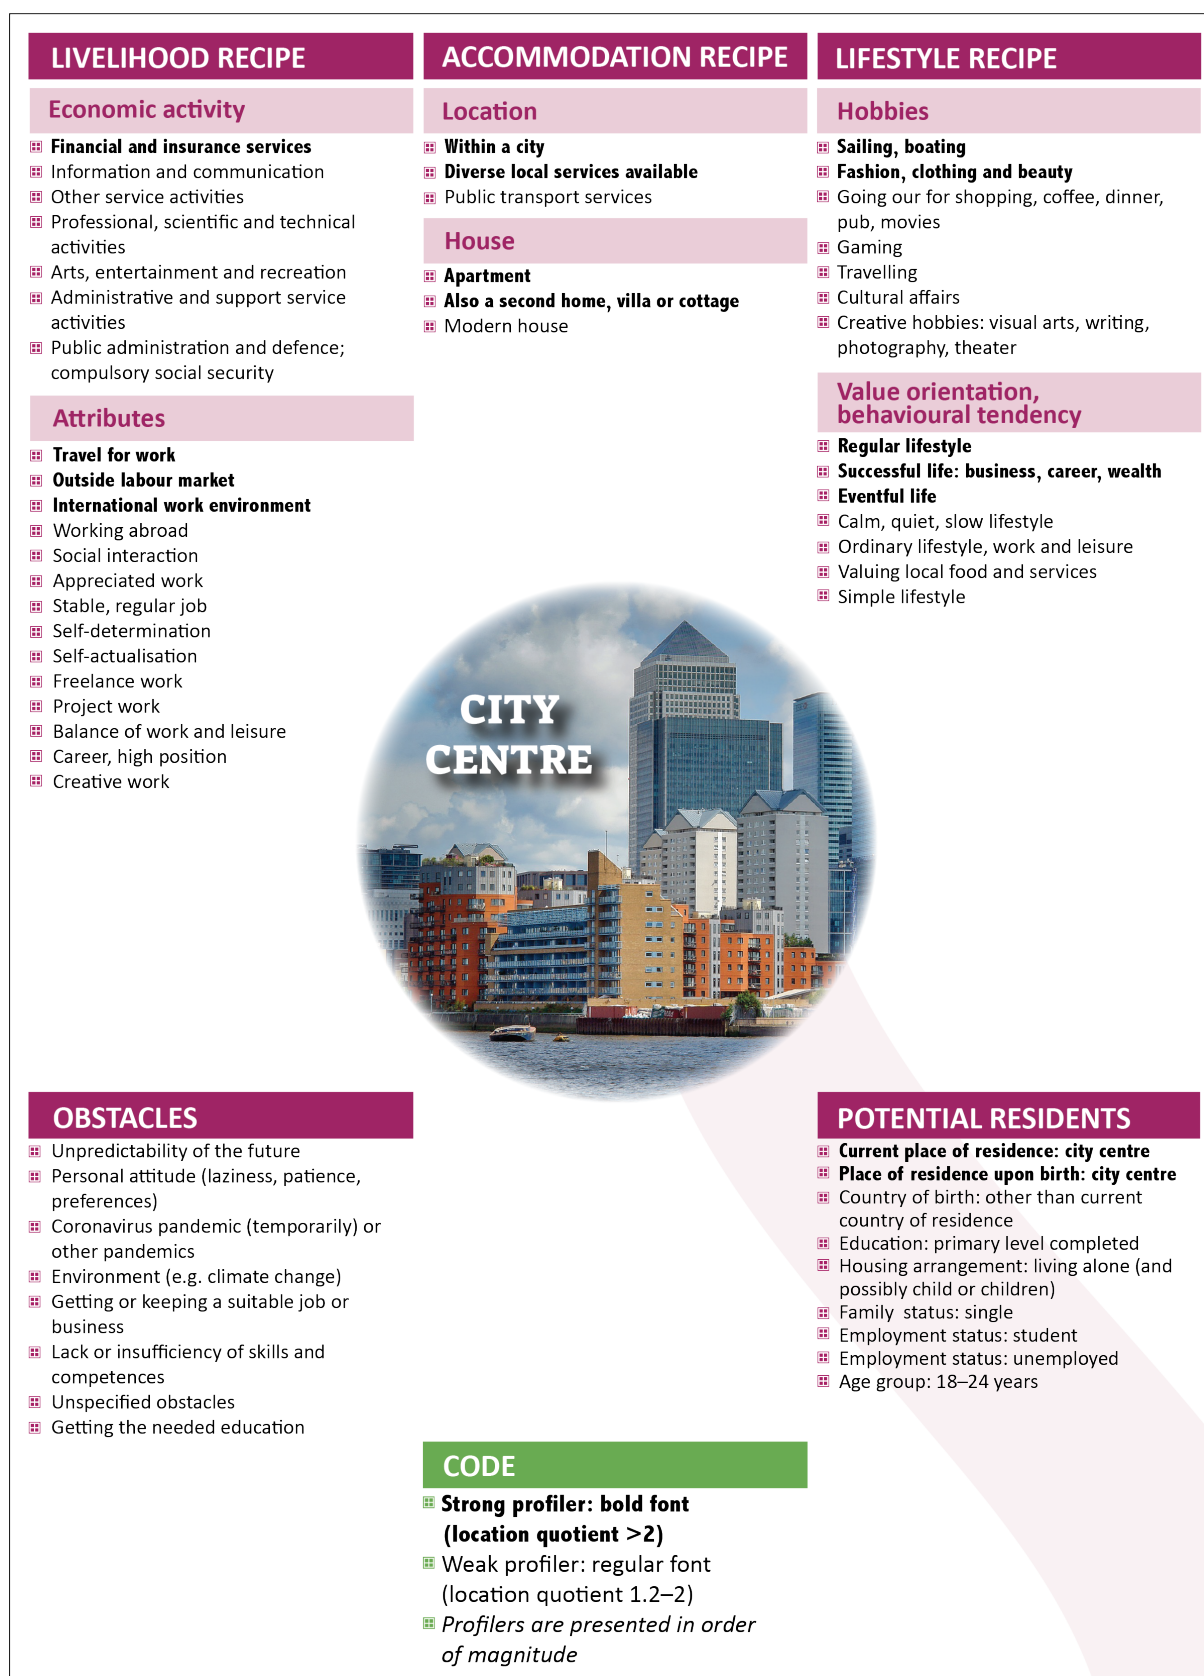 LIVELIHOOD RECIPE
Economic activity
Financial and insurance services
Information and communication
Other service activities
Professional, scientific and technical
activities
Arts, entertainment and recreation
Administrative and support service
activities
Public administration and defence;
compulsory social security
Attributes
Travel for work
Outside labour market
International work environment
Working abroad
Social interaction
Appreciated work
Stable, regular job
Self-determination
Self-actualisation
Freelance work
Project work
Balance of work and leisure
Career, high position
Creative work
ACCOMMODATION RECIPE
Location
Within a city
Diverse local services available
Public transport services
House
Apartment
Also a second home, villa or cottage
Modern house
LIFESTYLE RECIPE
Hobbies
Sailing, boating
Fashion, clothing and beauty
Going our for shopping, coffee, dinner,
pub, movies
Gaming
Travelling
Cultural affairs
Creative hobbies: visual arts, writing,
photography, theater
Value orientation,
behavioural tendency
Regular lifestyle
Successful life: business, career, wealth
Eventful life
Calm, quiet, slow lifestyle
Ordinary lifestyle, work and leisure
Valuing local food and services
Simple lifestyle
CITY
CENTRE
OBSTACLES
Unpredictability of the future
Personal attitude (laziness, patience,
preferences)
Coronavirus pandemic (temporarily) or
other pandemics
Environment (e.g. climate change)
Getting or keeping a suitable job or
business
Lack or insufficiency of skills and
competences
Unspecified obstacles
Getting the needed education
POTENTIAL RESIDENTS
Current place of residence: city centre
Place of residence upon birth: city centre
Country of birth: other than current
country of residence
Education: primary level completed
Housing arrangement: living alone (and
possibly child or children)
Family status: single
Employment status: student
Employment status: unemployed
Age group: 18–24 years
CODE
Strong profiler: bold font
(location quotient >2)
Weak profiler: regular font
(location quotient 1.2–2)
Profilers are presented in order
of magnitude